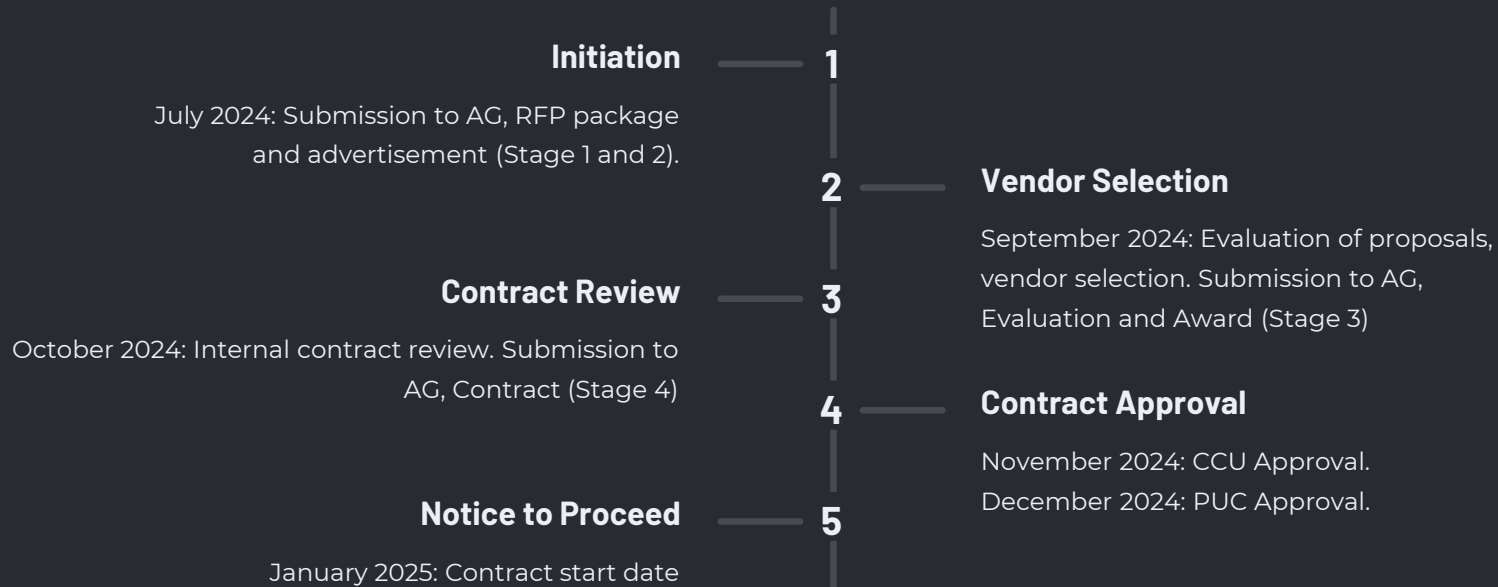 Initiation
1
July 2024: Submission to AG, RFP package
and advertisement (Stage 1 and 2).
2
Vendor Selection
September 2024: Evaluation of proposals,
vendor selection. Submission to AG,
Evaluation and Award (Stage 3)
Contract Review
3
October 2024: Internal contract review. Submission to
AG, Contract (Stage 4)
4
Contract Approval
November 2024: CCU Approval.
December 2024: PUC Approval.
Notice to Proceed
5
January 2025: Contract start date